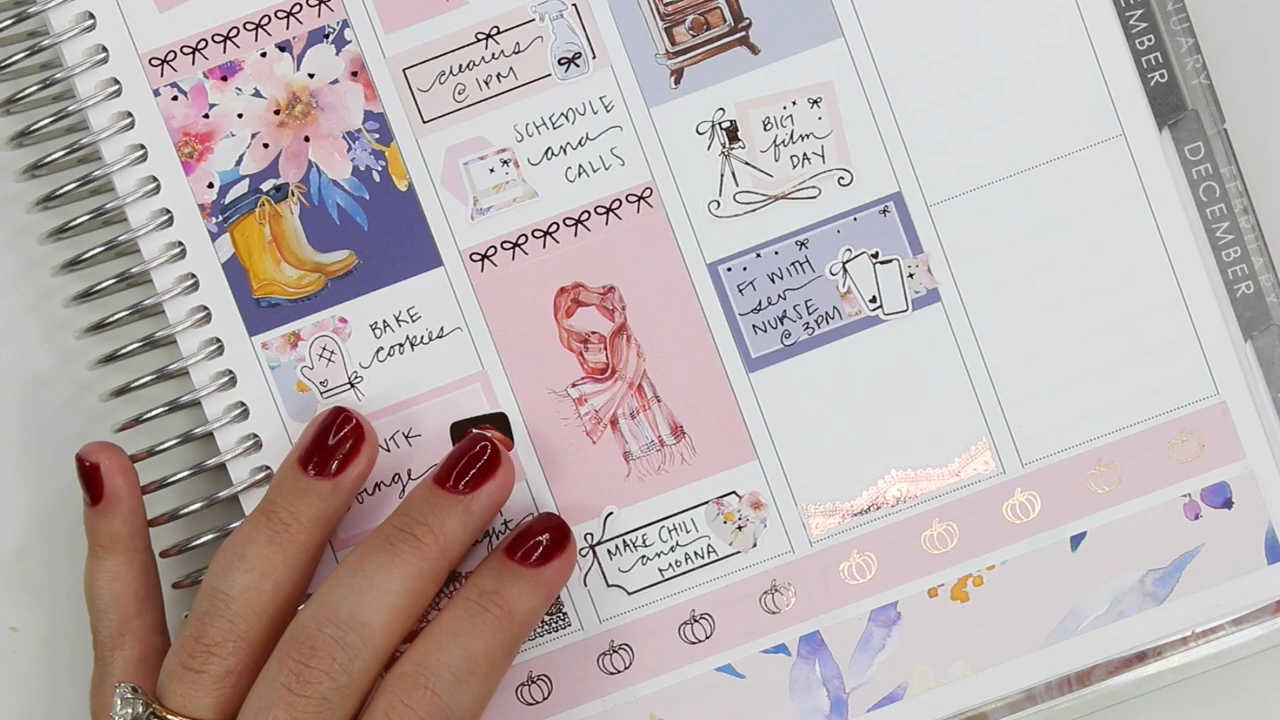 cleaners
@ 1PM
SCHEDULE
and
CALLS
BAKE
cookies
binge
BIG
film
DAY
FT WITH
NURSE
@ 3PM
MAKE CHILI
and
MOANA
DECEMBER
JANUARY
FEBRUARY